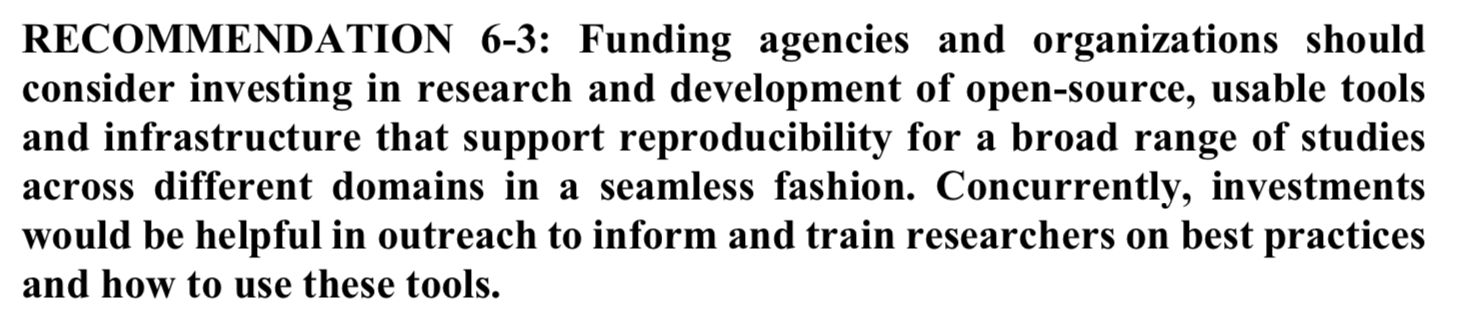 RECOMMENDATION 6-3: Funding agencies and organizations should
consider investing in research and development of open-source, usable tools
and infrastructure that support reproducibility for a broad range of studies
across different domains in a seamless fashion. Concurrently, investments
would be helpful in outreach to inform and train researchers on best practices
and how to use these tools.